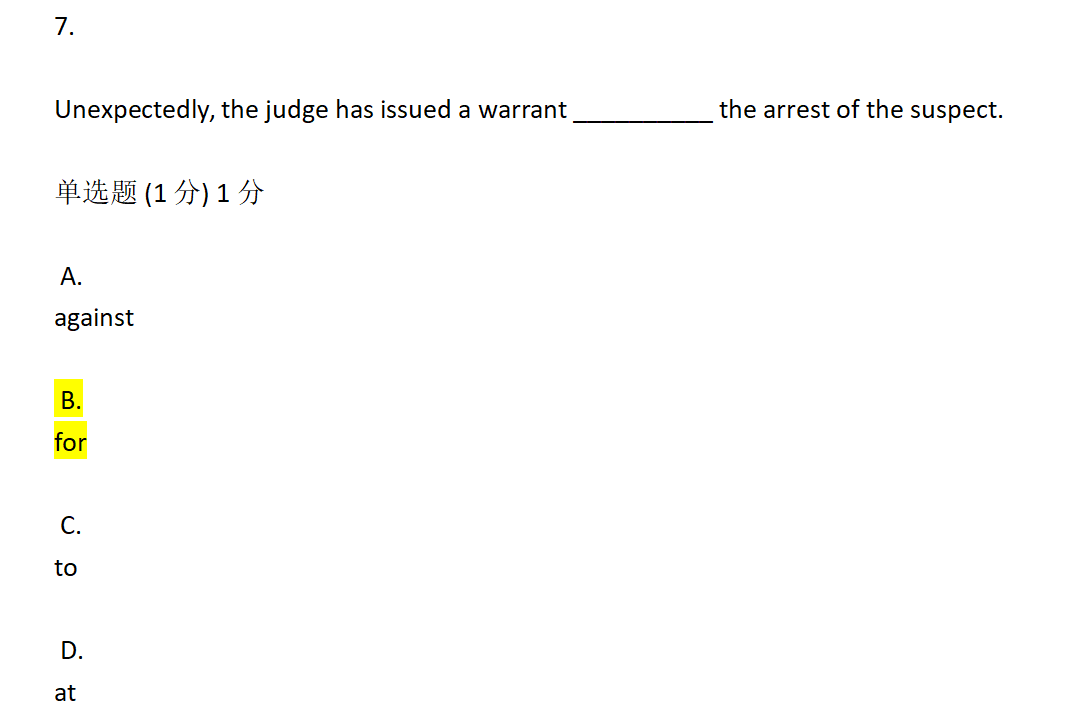 7.
Unexpectedly, the judge has issued a warrant ___________ the arrest of the suspect.
单选题 (1 分) 1 分
A.
against
B.
for
C.
to
D.
at